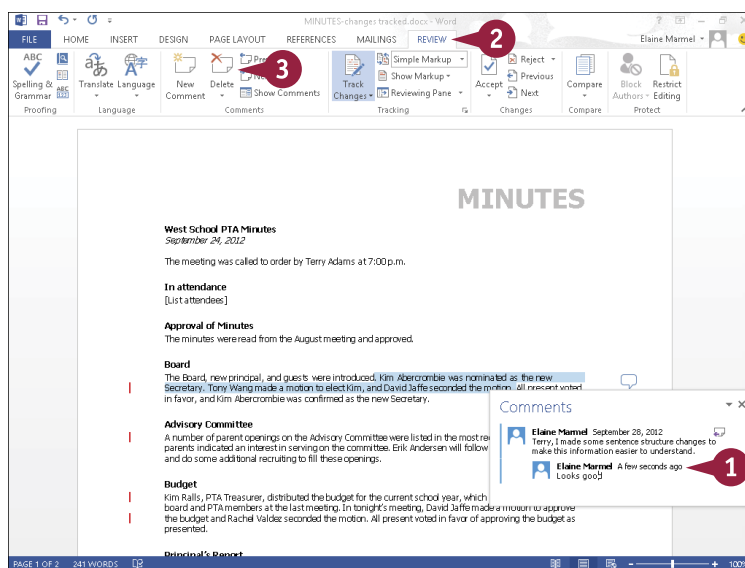 MINUTES-changes tracked.docx - Word
FILE HOME INSERT DESIGN PAGE LAYOUT REFERENCES MAILINGS REVIEW Elaine Marmel
2
ABC
Spelling & Grammar
ABC
123
Translate Language
New Comment
Delete
3
Show Comments
Track Changes
Simple Markup
Show Markup
Reviewing Pane
Accept
Reject
Previous
Next
Compare
Block Authors
Restrict Editing
Proofing Language Comments Tracking Changes Compare Protect
MINUTES
West School PTA Minutes
September 24, 2012
The meeting was called to order by Terry Adams at 7:00 p.m.
In attendance
[List attendees]
Approval of Minutes
The minutes were read from the August meeting and approved.
Board
The Board, new principal, and guests were introduced. Kim Abercrombie was nominated as the new
Secretary. Tony Wang made a motion to elect Kim, and David Jaffe seconded the motion. All present voted
in favor, and Kim Abercrombie was confirmed as the new Secretary.
Advisory Committee
A number of parent openings on the Advisory Committee were listed in the most
parents indicated an interest in serving on the committee. Erik Andersen will follow
and do some additional recruiting to fill these openings.
Budget
Kim Ralls, PTA Treasurer, distributed the budget for the current school year, which
board and PTA members at the last meeting. In tonight's meeting, David Jaffe made a motion to approve
the budget and Rachel Valdez seconded the motion. All present voted in favor of approving the budget as
presented.
Principal's Report
Comments
Elaine Marmel September 28, 2012
Terry, I made some sentence structure changes to
make this information easier to understand.
Elaine Marmel A few seconds ago
Looks good
1
PAGE 1 OF 2 241 WORDS 100%